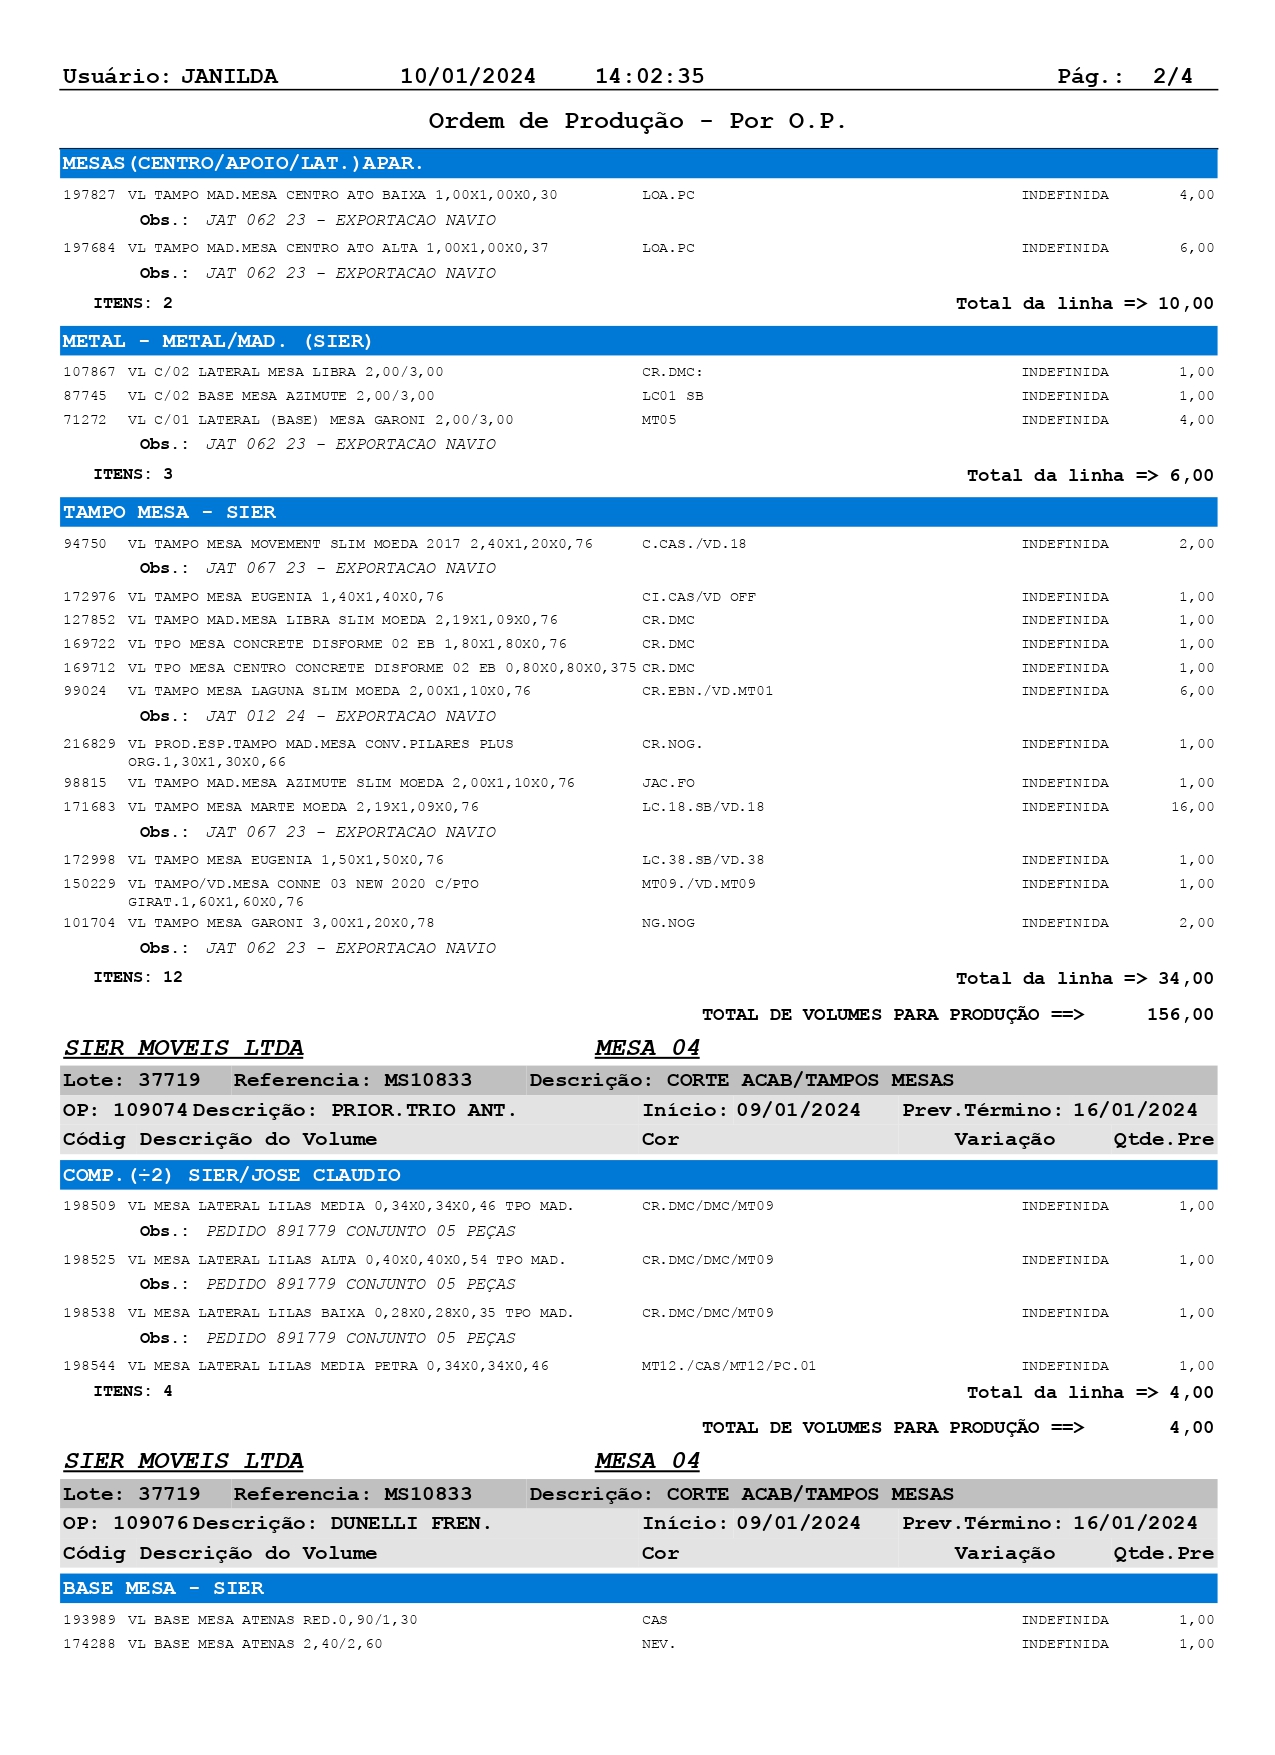 Usuário: JANILDA 10/01/2024 14:02:35 Pág.: 2/4
Ordem de Produção - Por O.P.
MESAS(CENTRO/APOIO/LAT.)APAR.
197827 VL TAMPO MAD.MESA CENTRO ATO BAIXA 1,00X1,00X0,30 LOA.PC INDEFINIDA 4,00
Obs.: JAT 062 23 - EXPORTACAO NAVIO
197684 VL TAMPO MAD.MESA CENTRO ATO ALTA 1,00X1,00X0,37 LOA.PC INDEFINIDA 6,00
Obs.: JAT 062 23 - EXPORTACAO NAVIO
ITENS: 2 Total da linha => 10,00
METAL - METAL/MAD. (SIER)
107867 VL C/02 LATERAL MESA LIBRA 2,00/3,00 CR.DMC: INDEFINIDA 1,00
87745 VL C/02 BASE MESA AZIMUTE 2,00/3,00 LC01 SB INDEFINIDA 1,00
71272 VL C/01 LATERAL (BASE) MESA GARONI 2,00/3,00 MT05 INDEFINIDA 4,00
Obs.: JAT 062 23 - EXPORTACAO NAVIO
ITENS: 3 Total da linha => 6,00
TAMPO MESA - SIER
94750 VL TAMPO MESA MOVEMENT SLIM MOEDA 2017 2,40X1,20X0,76 C.CAS./VD.18 INDEFINIDA 2,00
Obs.: JAT 067 23 - EXPORTACAO NAVIO
172976 VL TAMPO MESA EUGENIA 1,40X1,40X0,76 CI.CAS/VD OFF INDEFINIDA 1,00
127852 VL TAMPO MAD.MESA LIBRA SLIM MOEDA 2,19X1,09X0,76 CR.DMC INDEFINIDA 1,00
169722 VL TPO MESA CONCRETE DISFORME 02 EB 1,80X1,80X0,76 CR.DMC INDEFINIDA 1,00
169712 VL TPO MESA CENTRO CONCRETE DISFORME 02 EB 0,80X0,80X0,375 CR.DMC INDEFINIDA 1,00
99024 VL TAMPO MESA LAGUNA SLIM MOEDA 2,00X1,10X0,76 CR.EBN./VD.MT01 INDEFINIDA 6,00
Obs.: JAT 012 24 - EXPORTACAO NAVIO
216829 VL PROD.ESP.TAMPO MAD.MESA CONV.PILARES PLUS CR.NOG. INDEFINIDA 1,00
ORG.1,30X1,30X0,66
98815 VL TAMPO MAD.MESA AZIMUTE SLIM MOEDA 2,00X1,10X0,76 JAC.FO INDEFINIDA 1,00
171683 VL TAMPO MESA MARTE MOEDA 2,19X1,09X0,76 LC.18.SB/VD.18 INDEFINIDA 16,00
Obs.: JAT 067 23 - EXPORTACAO NAVIO
172998 VL TAMPO MESA EUGENIA 1,50X1,50X0,76 LC.38.SB/VD.38 INDEFINIDA 1,00
150229 VL TAMPO/VD.MESA CONNE 03 NEW 2020 C/PTO MT09./VD.MT09 INDEFINIDA 1,00
GIRAT.1,60X1,60X0,76
101704 VL TAMPO MESA GARONI 3,00X1,20X0,78 NG.NOG INDEFINIDA 2,00
Obs.: JAT 062 23 - EXPORTACAO NAVIO
ITENS: 12 Total da linha => 34,00
TOTAL DE VOLUMES PARA PRODUÇÃO ==> 156,00
SIER MOVEIS LTDA MESA 04
Lote: 37719 Referencia: MS10833 Descrição: CORTE ACAB/TAMPOS MESAS
OP: 109074 Descrição: PRIOR.TRIO ANT. Início: 09/01/2024 Prev.Término: 16/01/2024
Códig Descrição do Volume Cor Variação Qtde.Pre
COMP.(÷2) SIER/JOSE CLAUDIO
198509 VL MESA LATERAL LILAS MEDIA 0,34X0,34X0,46 TPO MAD. CR.DMC/DMC/MT09 INDEFINIDA 1,00
Obs.: PEDIDO 891779 CONJUNTO 05 PEÇAS
198525 VL MESA LATERAL LILAS ALTA 0,40X0,40X0,54 TPO MAD. CR.DMC/DMC/MT09 INDEFINIDA 1,00
Obs.: PEDIDO 891779 CONJUNTO 05 PEÇAS
198538 VL MESA LATERAL LILAS BAIXA 0,28X0,28X0,35 TPO MAD. CR.DMC/DMC/MT09 INDEFINIDA 1,00
Obs.: PEDIDO 891779 CONJUNTO 05 PEÇAS
198544 VL MESA LATERAL LILAS MEDIA PETRA 0,34X0,34X0,46 MT12./CAS/MT12/PC.01 INDEFINIDA 1,00
ITENS: 4 Total da linha => 4,00
TOTAL DE VOLUMES PARA PRODUÇÃO ==> 4,00
SIER MOVEIS LTDA MESA 04
Lote: 37719 Referencia: MS10833 Descrição: CORTE ACAB/TAMPOS MESAS
OP: 109076 Descrição: DUNELLI FREN. Início: 09/01/2024 Prev.Término: 16/01/2024
Códig Descrição do Volume Cor Variação Qtde.Pre
BASE MESA - SIER
193989 VL BASE MESA ATENAS RED.0,90/1,30 CAS INDEFINIDA 1,00
174288 VL BASE MESA ATENAS 2,40/2,60 NEV. INDEFINIDA 1,00